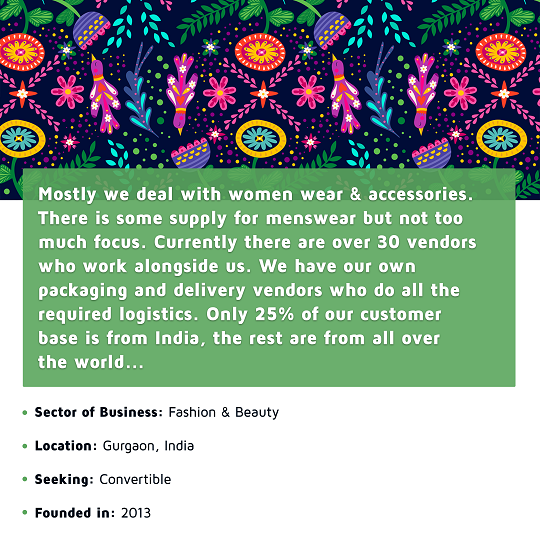 Mostly we deal with women wear & accessories.
There is some supply for menswear but not too
much focus. Currently there are over 30 vendors
who work alongside us. We have our own
packaging and delivery vendors who do all the
required logistics. Only 25% of our customer
base is from India, the rest are from all over
the world...
• Sector of Business: Fashion & Beauty
• Location: Gurgaon, India
• Seeking: Convertible
• Founded in: 2013